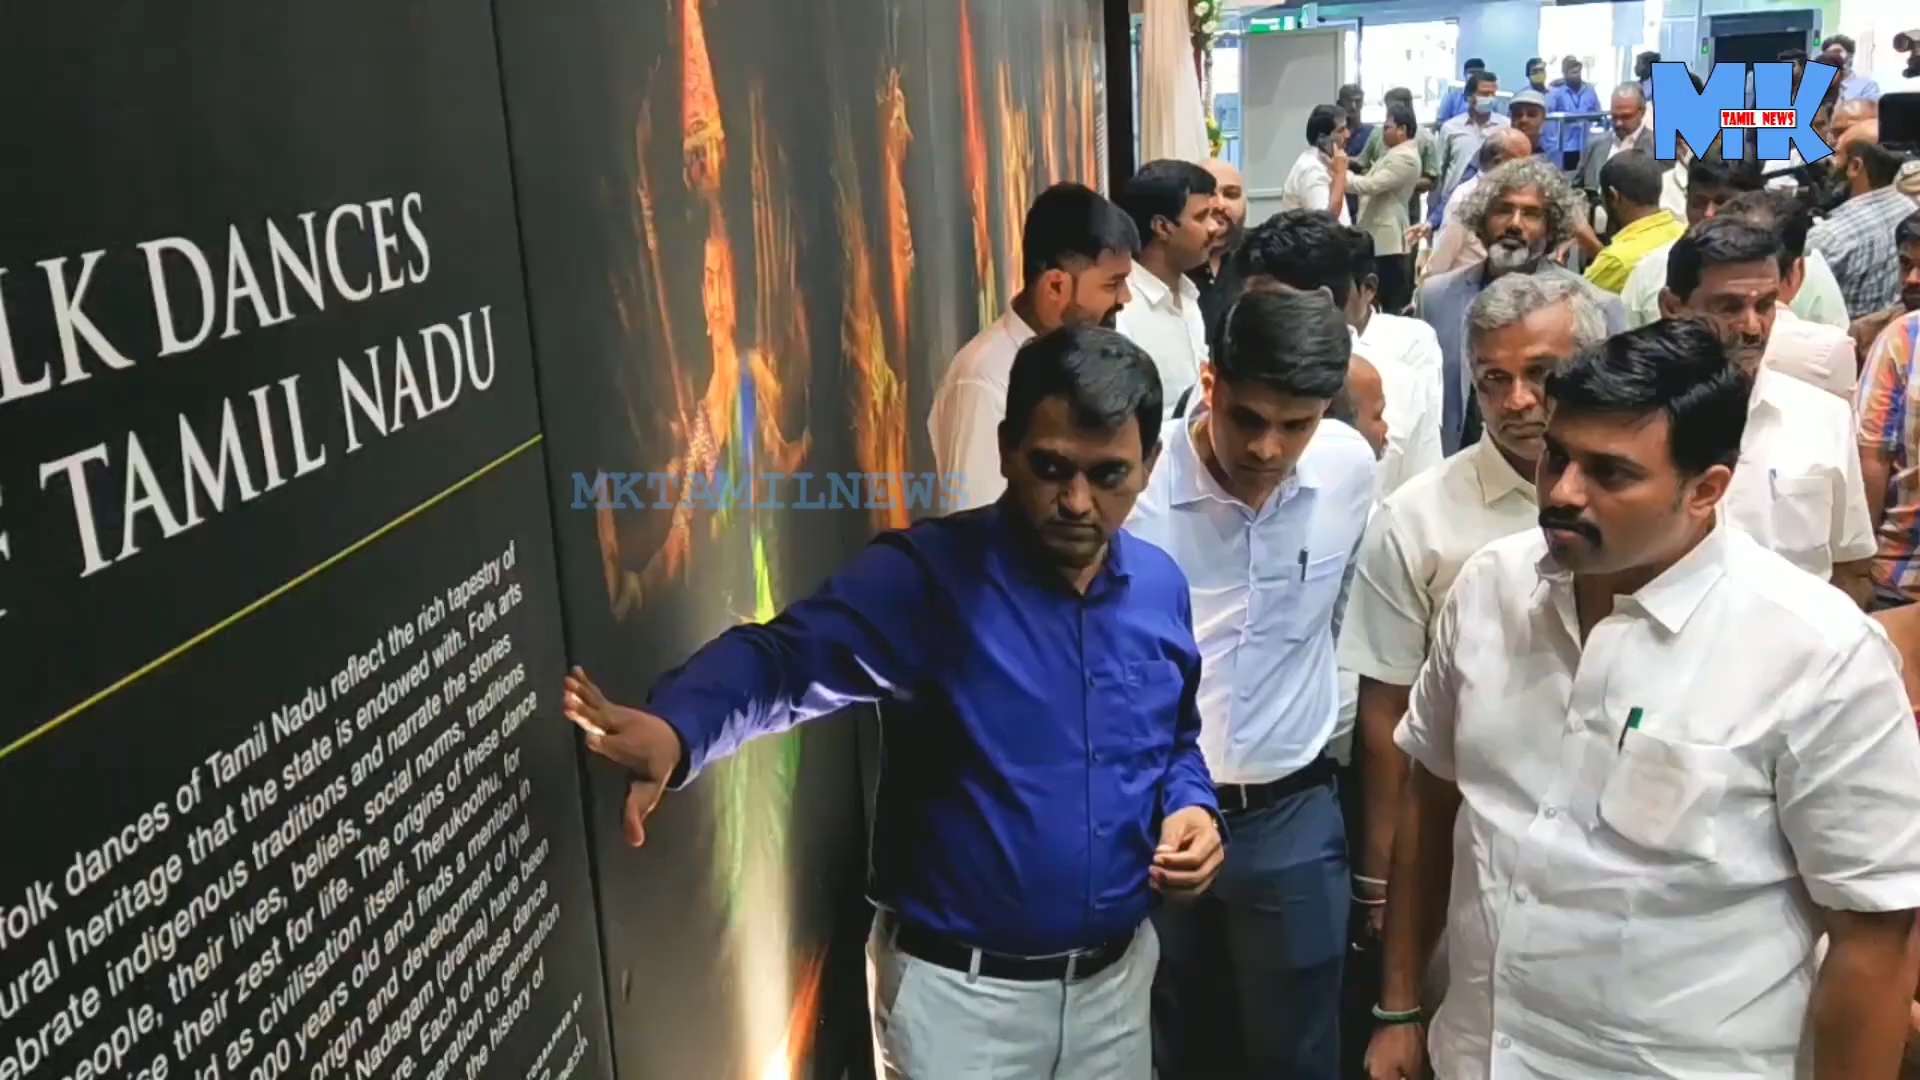 LK DANCES
TAMIL NADU
folk dances of Tamil Nadu reflect the rich tapestry of
ural heritage that the state is endowed with. Folk arts
ebrate indigenous traditions and narrate the stories
people, their lives, beliefs, social norms, traditions
ise their zest for life. The origins of these dance
ld as civilisation itself. Therukoothu, for
000 years old and finds a mention in
origin and development of Iyal
Nadagam (drama) have been
re. Each of these dance
neration to generation
the history of
MK
TAMIL NEWS
MKTAMILNEWS